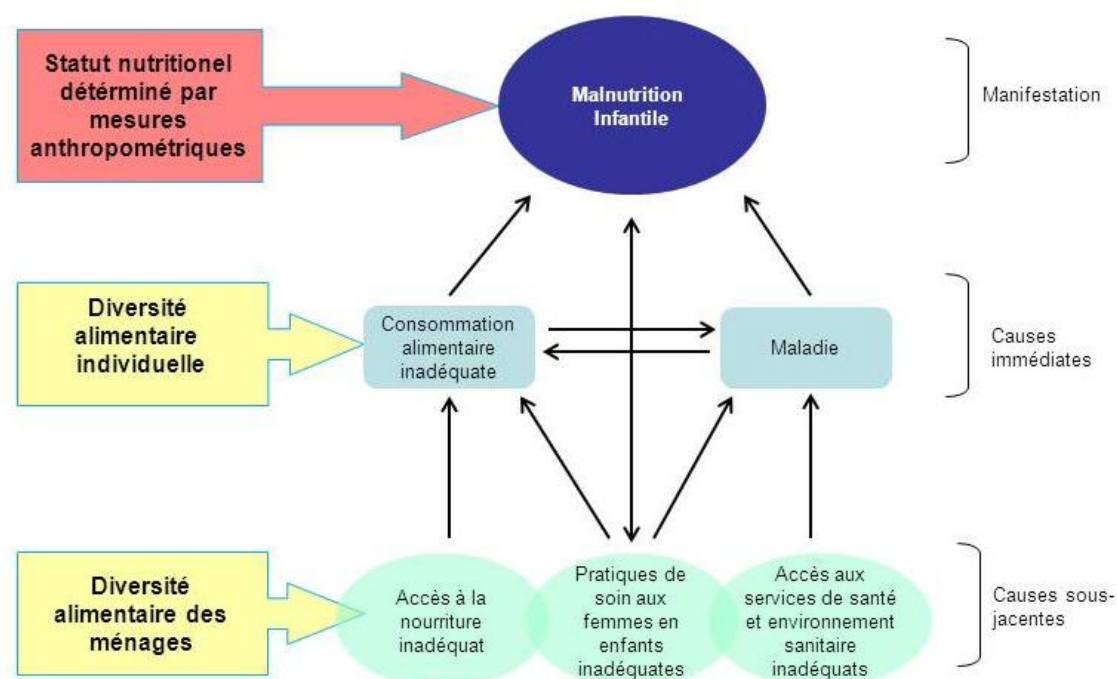 Statut nutritionel
détérminé par
mesures
anthropométriques
Malnutrition
Infantile
Manifestation
Diversité
alimentaire
individuelle
Consommation
alimentaire
inadéquate
Maladie
Causes
immédiates
Diversité
alimentaire des
ménages
Accès à la
nourriture
inadéquat
Pratiques de
soin aux
femmes en
enfants
inadéquates
Accès aux
services de santé
et environnement
sanitaire
inadéquats
Causes sous-
jacentes